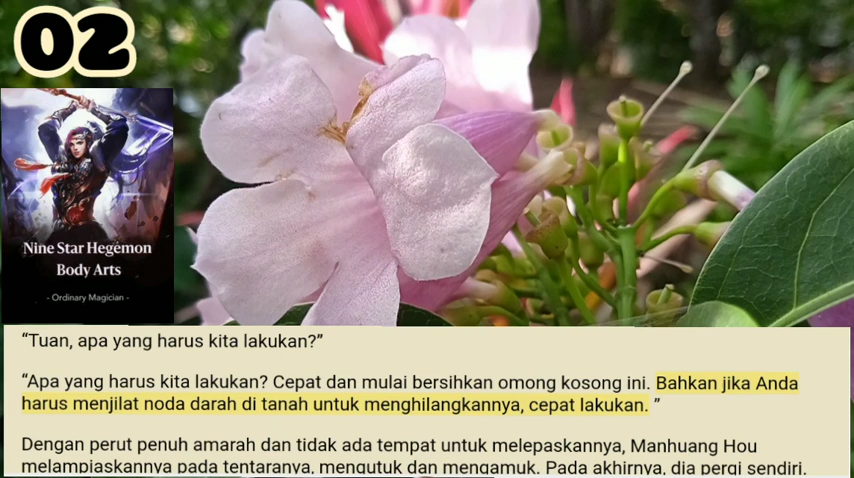 02
Nine Star Hegemon
Body Arts
- Ordinary Magician -
“Tuan, apa yang harus kita lakukan?”
“Apa yang harus kita lakukan? Cepat dan mulai bersihkan omong kosong ini. Bahkan jika Anda
harus menjilat noda darah di tanah untuk menghilangkannya, cepat lakukan. ”
Dengan perut penuh amarah dan tidak ada tempat untuk melepaskannya, Manhuang Hou
melampiaskannya pada tentaranya, mengutuk dan mengamuk. Pada akhirnya, dia pergi sendiri.